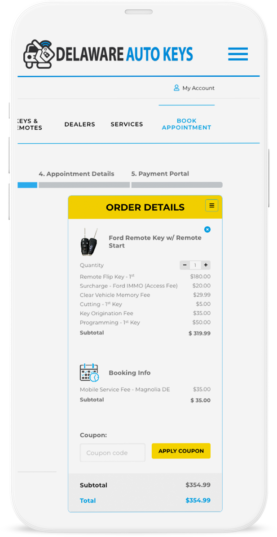 DELAWARE AUTO KEYS
My Account
KEYS &
REMOTES
DEALERS
SERVICES
BOOK
APPOINTMENT
4. Appointment Details
5. Payment Portal
ORDER DETAILS
Ford Remote Key w/ Remote
Start
Quantity - 1 +
Remote Flip Key - 1st $180.00
Surcharge - Ford IMMO (Access Fee) $20.00
Clear Vehicle Memory Fee $29.99
Cutting - 1st Key $5.00
Key Origination Fee $35.00
Programming - 1st Key $50.00
Subtotal $ 319.99
Booking Info
Mobile Service Fee - Magnolia DE $35.00
Subtotal $ 35.00
Coupon:
Coupon code APPLY COUPON
Subtotal $354.99
Total $354.99